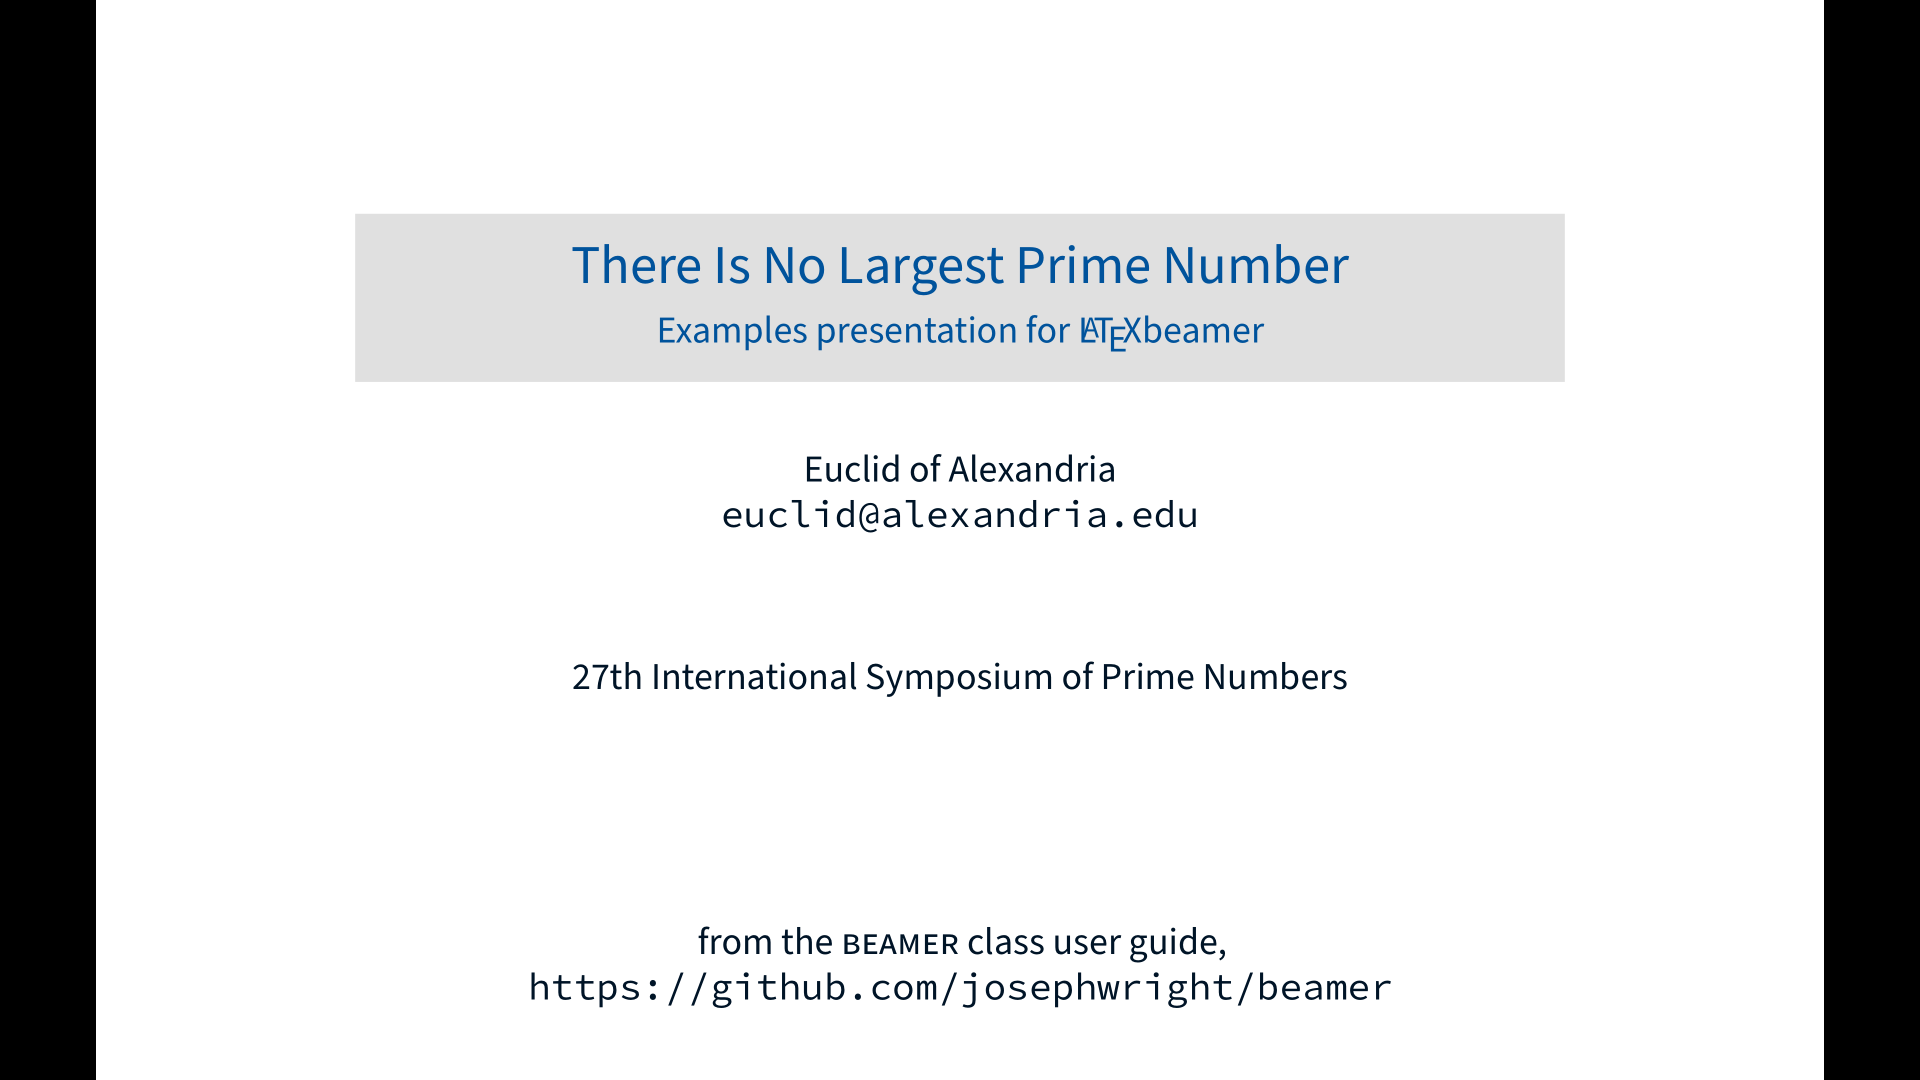 There Is No Largest Prime Number
Examples presentation for LATEXbeamer
Euclid of Alexandria
euclid@alexandria.edu
27th International Symposium of Prime Numbers
from the BEAMER class user guide,
https://github.com/josephwright/beamer